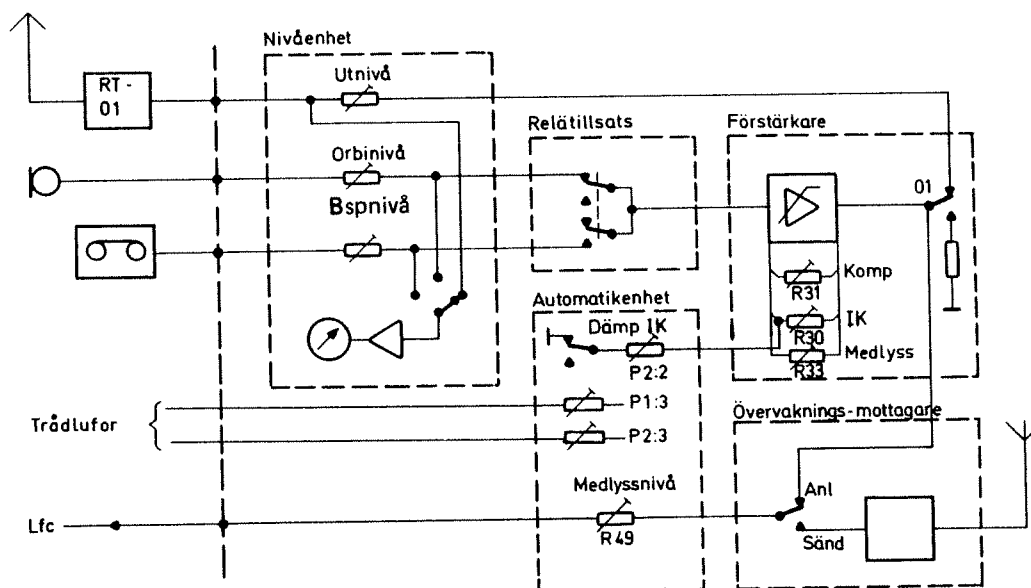 Nivåenhet
RT-
01
Utnivå
Relätillsats
Förstärkare
Orbinivå
01
Bspnivå
Komp
R31
Automatikenhet
Dämp IK
IK
R30
P2:2
Medlyss
R33
P1:3
Trådlufor
P2:3
Övervaknings-mottagare
Medlyssnivå
Anl
Lfc
R49
Sänd